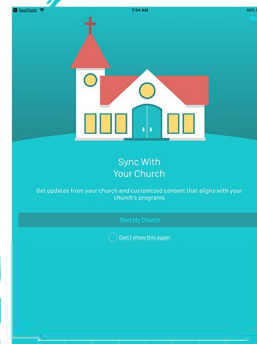 7:54 AM
Sync With
Your Church
Get updates from your church and customized content that aligns with your
church's programs
Find My Church
Don't show this again